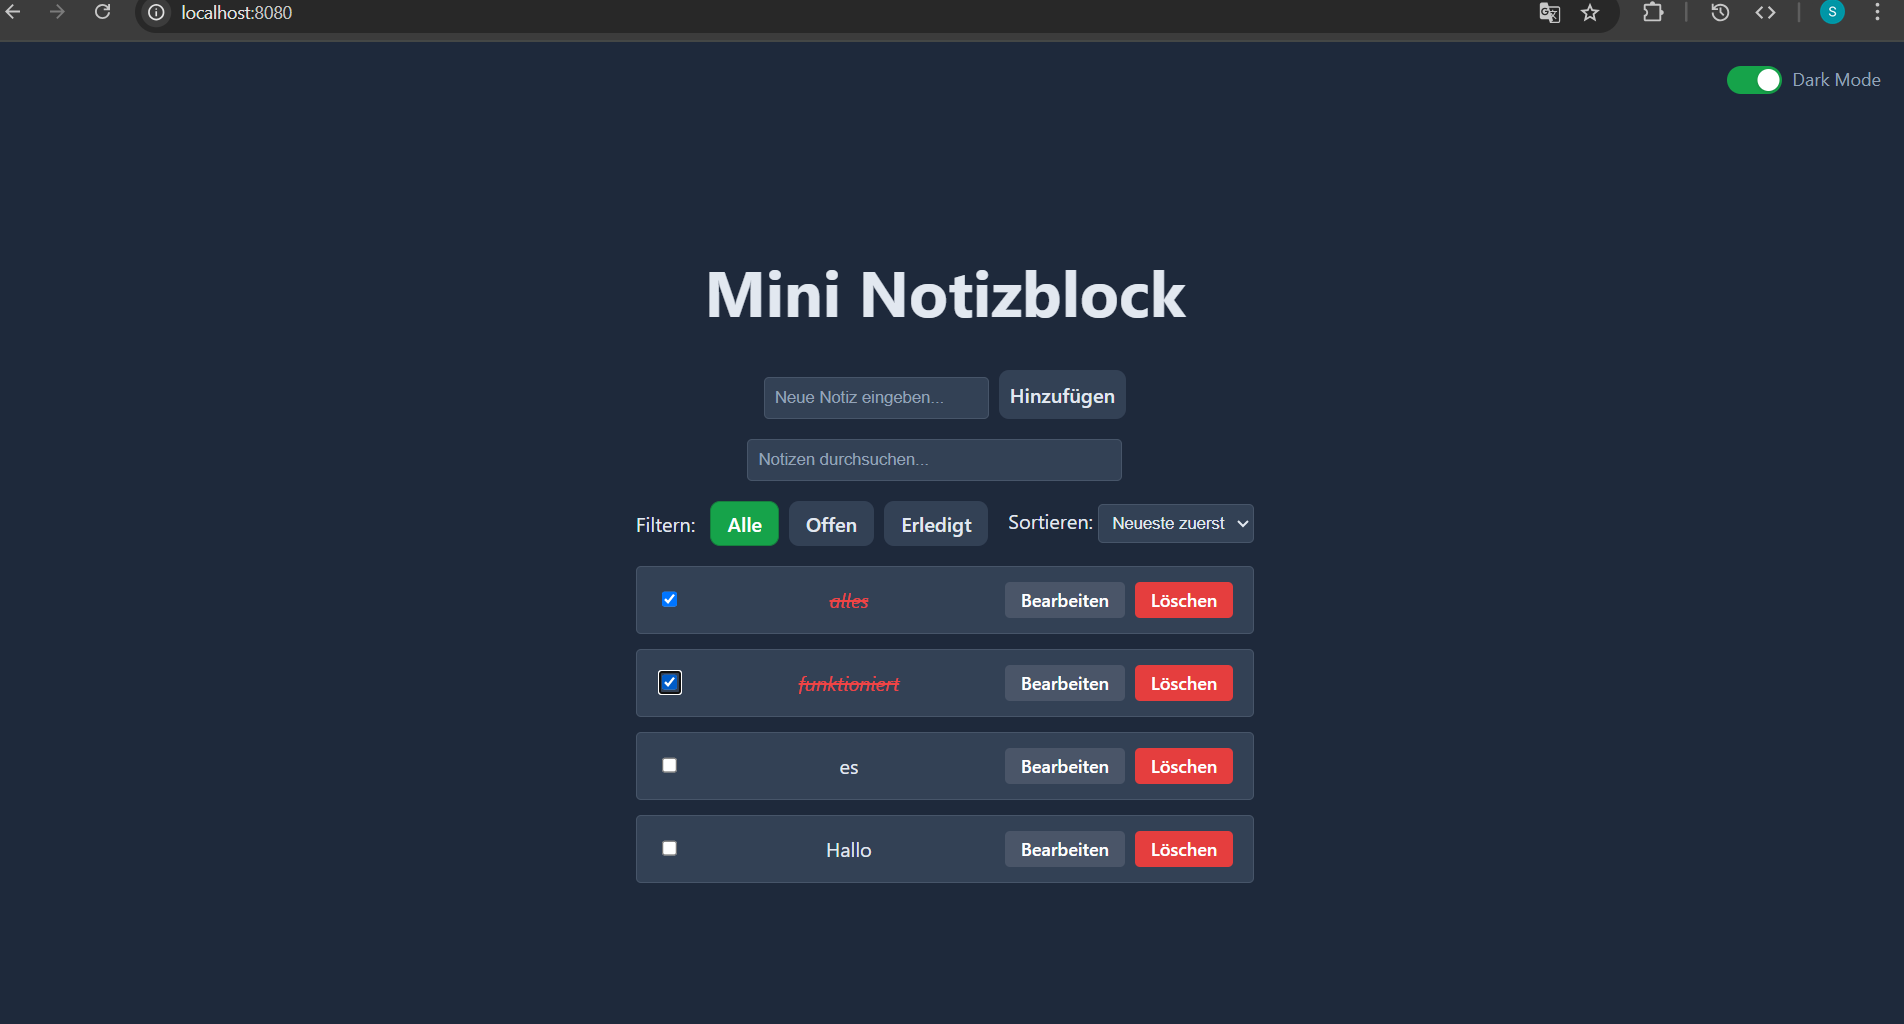 localhost:8080
S
Dark Mode
Mini Notizblock
Neue Notiz eingeben... Hinzufügen
Notizen durchsuchen...
Filtern: Alle Offen Erledigt Sortieren: Neueste zuerst
alles Bearbeiten Löschen
funktioniert Bearbeiten Löschen
es Bearbeiten Löschen
Hallo Bearbeiten Löschen